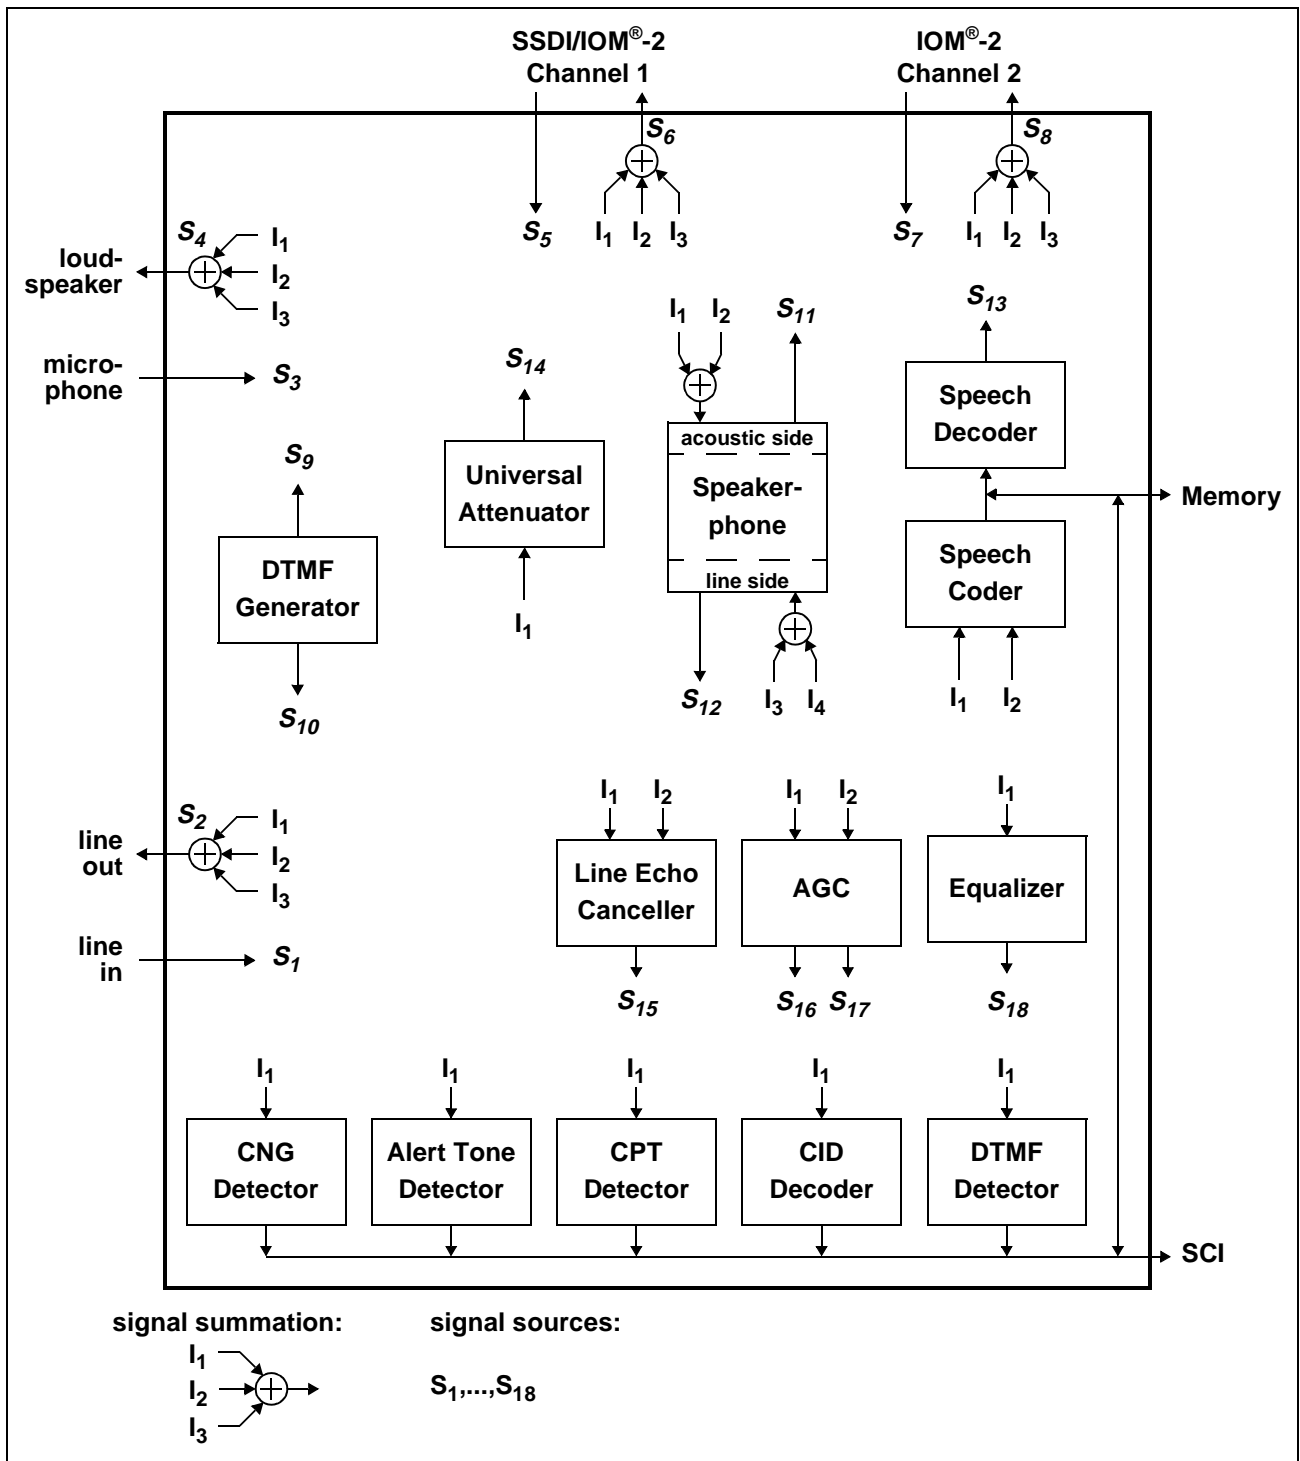 SSDI/IOM®-2
Channel 1
IOM®-2
Channel 2
S6
S8
S5
I1 I2 I3
S7
I1 I2 I3
S4
I1
I2
I3
loud-
speaker
micro-
phone
S3
S14
Universal
Attenuator
I1
I1 I2
S11
acoustic side
Speaker-
phone
line side
S12
I3 I4
S13
Speech
Decoder
Memory
Speech
Coder
I1 I2
S9
DTMF
Generator
S10
S2
I1
I2
I3
line
out
line
in
S1
I1 I2
Line Echo
Canceller
S15
I1 I2
AGC
S16 S17
I1
Equalizer
S18
I1
CNG
Detector
I1
Alert Tone
Detector
I1
CPT
Detector
I1
CID
Decoder
I1
DTMF
Detector
SCI
signal summation:
I1
I2
I3
signal sources:
S1,...,S18